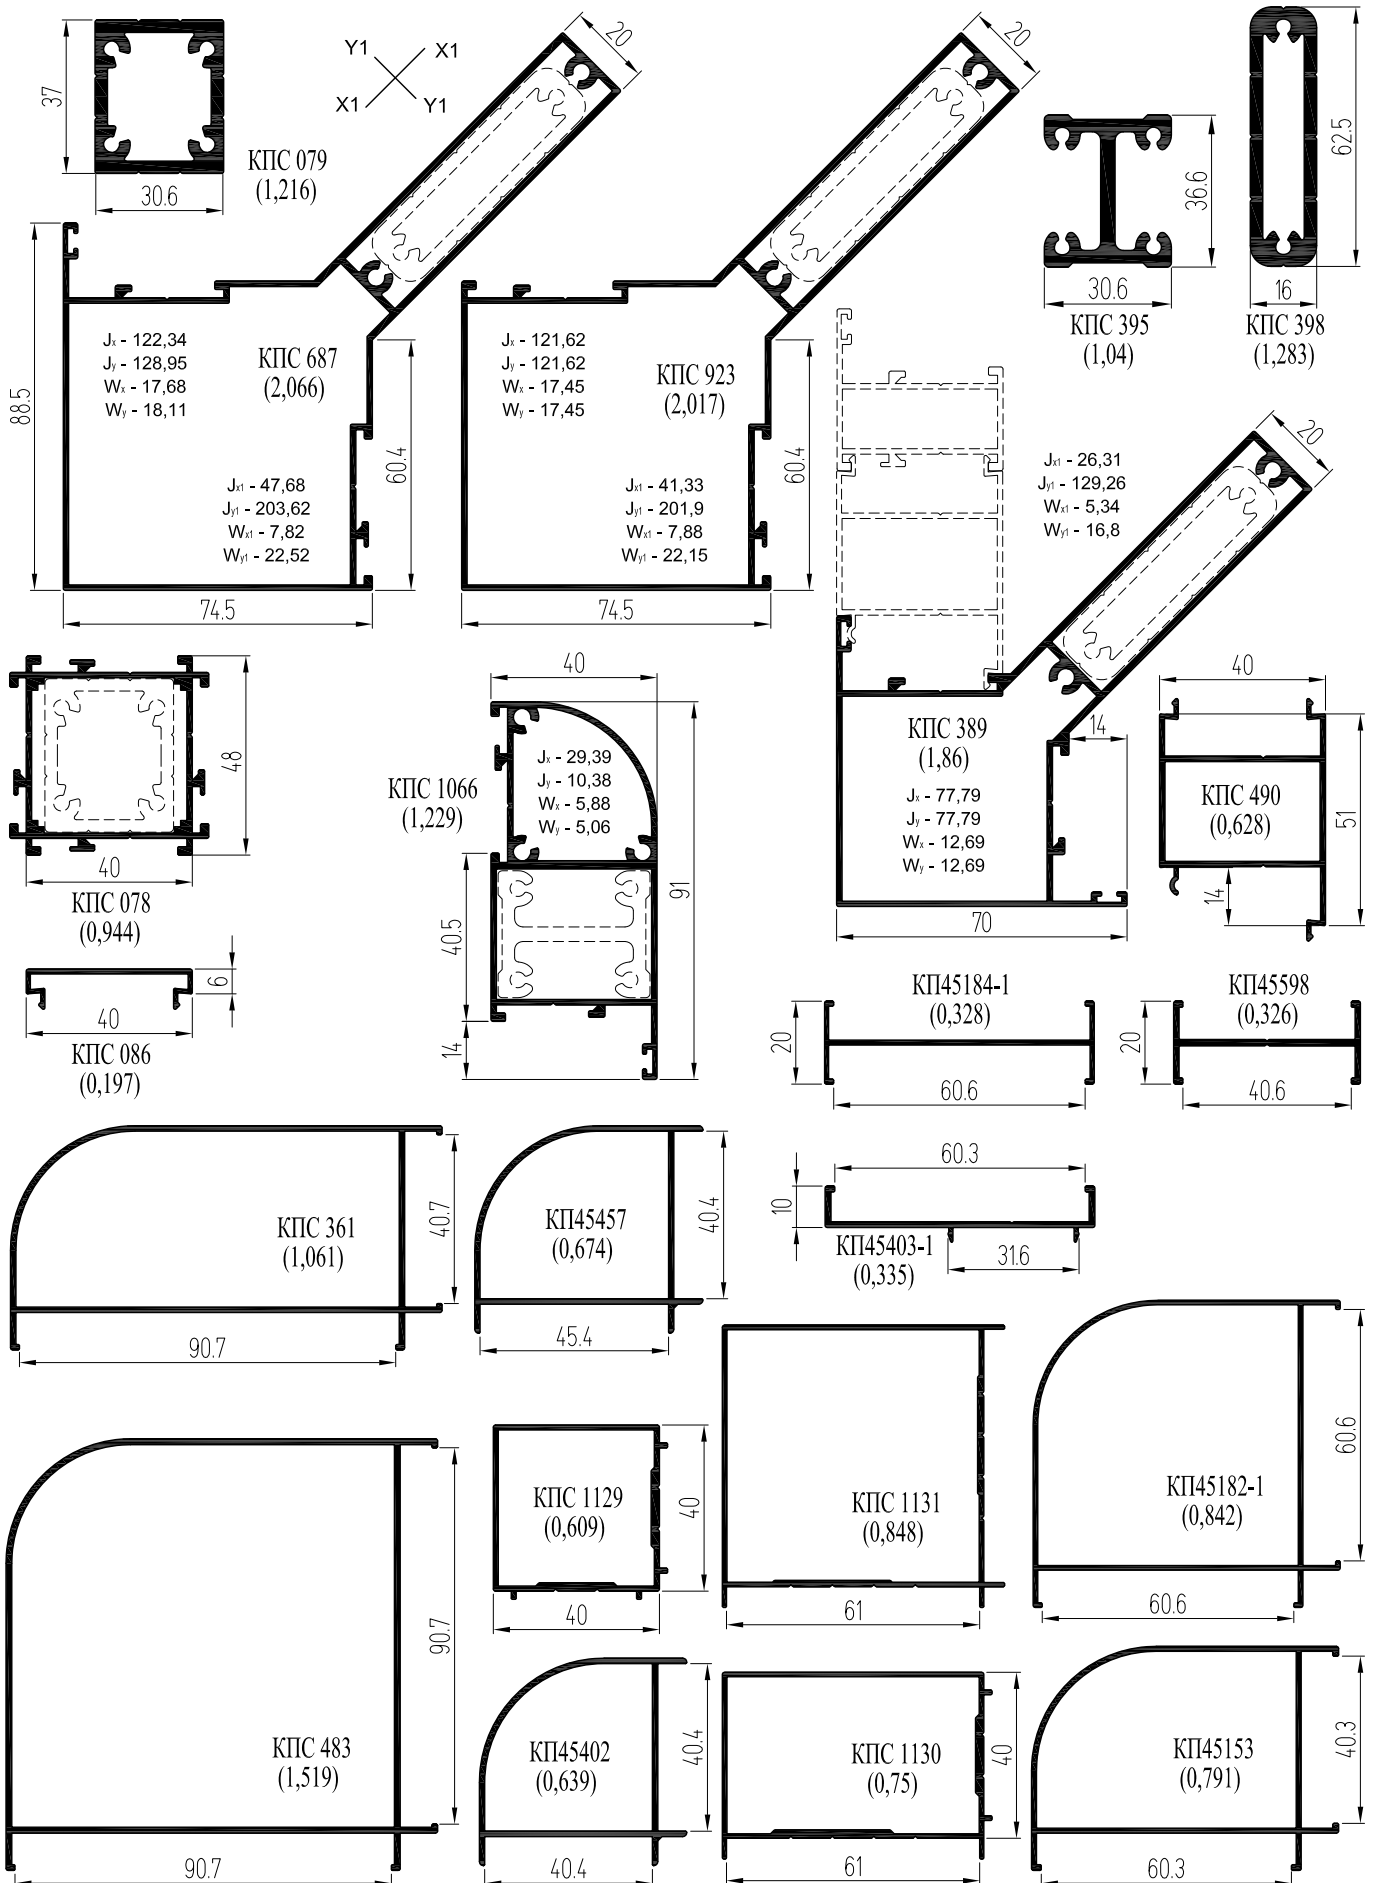 37
30.6
КПС 079
(1,216)
Y1
X1
X1
Y1
20
20
62.5
16
КПС 398
(1,283)
36.6
30.6
КПС 395
(1,04)
88.5
Jx - 122,34
Jy - 128,95
Wx - 17,68
Wy - 18,11
КПС 687
(2,066)
Jx1 - 47,68
Jy1 - 203,62
Wx1 - 7,82
Wy1 - 22,52
60.4
74.5
Jx - 121,62
Jy - 121,62
Wx - 17,45
Wy - 17,45
КПС 923
(2,017)
Jx1 - 41,33
Jy1 - 201,9
Wx1 - 7,88
Wy1 - 22,15
60.4
74.5
Jx1 - 26,31
Jy1 - 129,26
Wx1 - 5,34
Wy1 - 16,8
20
48
40
КПС 078
(0,944)
6
40
КПС 086
(0,197)
40
КПС 1066
(1,229)
Jx - 29,39
Jy - 10,38
Wx - 5,88
Wy - 5,06
40.5
14
91
КПС 389
(1,86)
Jx - 77,79
Jy - 77,79
Wx - 12,69
Wy - 12,69
14
70
40
КПС 490
(0,628)
51
14
КП45184-1
(0,328)
20
60.6
КП45598
(0,326)
20
40.6
КПС 361
(1,061)
40.7
90.7
КП45457
(0,674)
40.4
45.4
60.3
10
КП45403-1
(0,335)
31.6
КПС 483
(1,519)
90.7
90.7
КПС 1129
(0,609)
40
40
КПС 1131
(0,848)
61
КП45182-1
(0,842)
60.6
60.6
КП45402
(0,639)
40.4
40.4
КПС 1130
(0,75)
40
61
КП45153
(0,791)
40.3
60.3